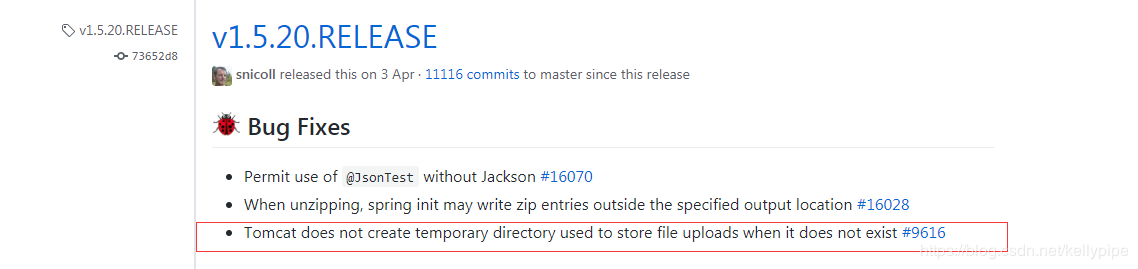 v1.5.20.RELEASE
73652d8
v1.5.20.RELEASE
snicoll released this on 3 Apr · 11116 commits to master since this release
Bug Fixes
Permit use of @JsonTest without Jackson #16070
When unzipping, spring init may write zip entries outside the specified output location #16028
Tomcat does not create temporary directory used to store file uploads when it does not exist #9616
https://blog.csdn.net/kellypipe